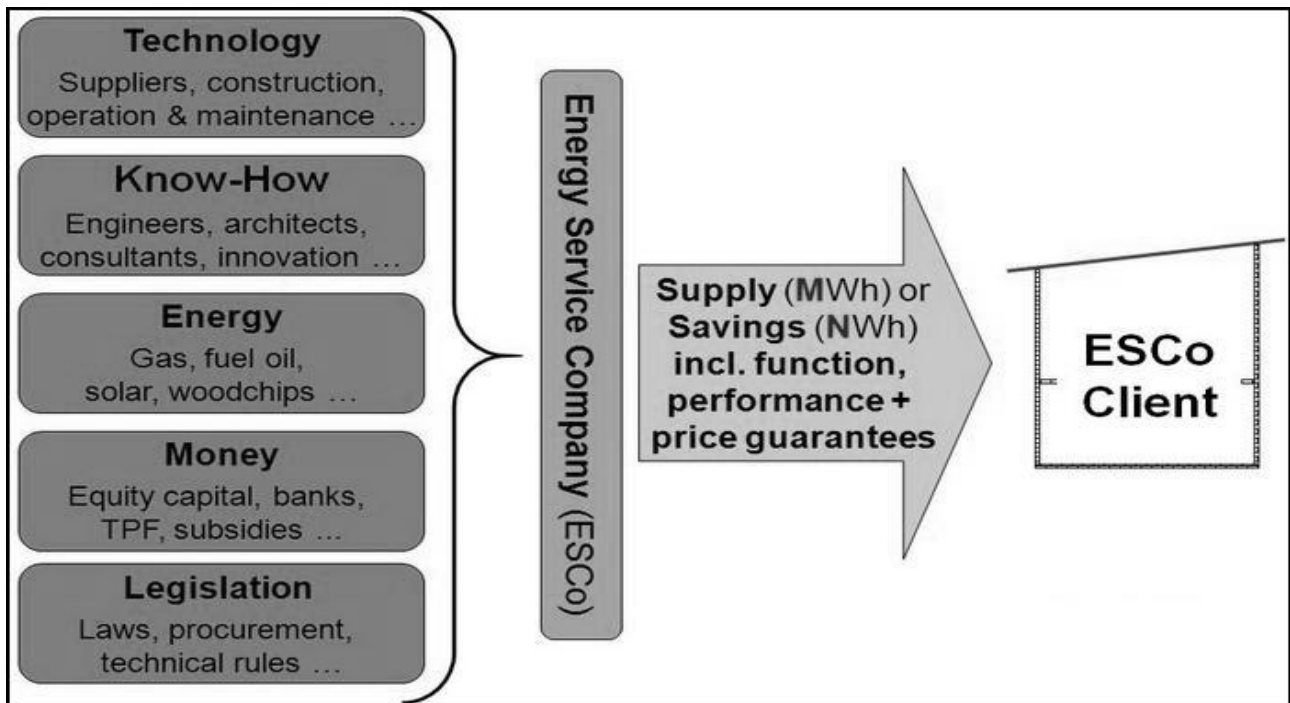 Technology
Suppliers, construction,
operation & maintenance …
Know-How
Engineers, architects,
consultants, innovation …
Energy
Gas, fuel oil,
solar, woodchips …
Money
Equity capital, banks,
TPF, subsidies …
Legislation
Laws, procurement,
technical rules …
Energy Service Company (ESCo)
Supply (MWh) or
Savings (NWh)
incl. function,
performance +
price guarantees
ESCo
Client